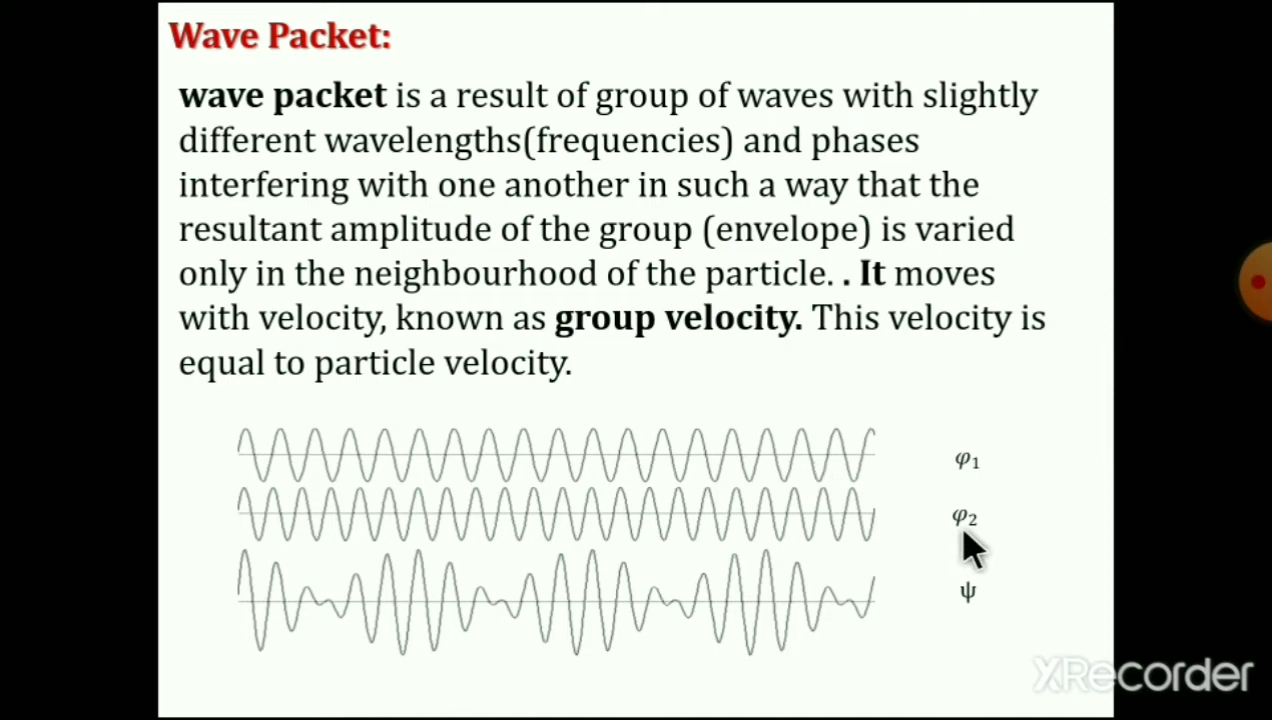 Wave Packet:
wave packet is a result of group of waves with slightly
different wavelengths(frequencies) and phases
interfering with one another in such a way that the
resultant amplitude of the group (envelope) is varied
only in the neighbourhood of the particle. . It moves
with velocity, known as group velocity. This velocity is
equal to particle velocity.
φ₁
φ₂
ψ
XRecorder